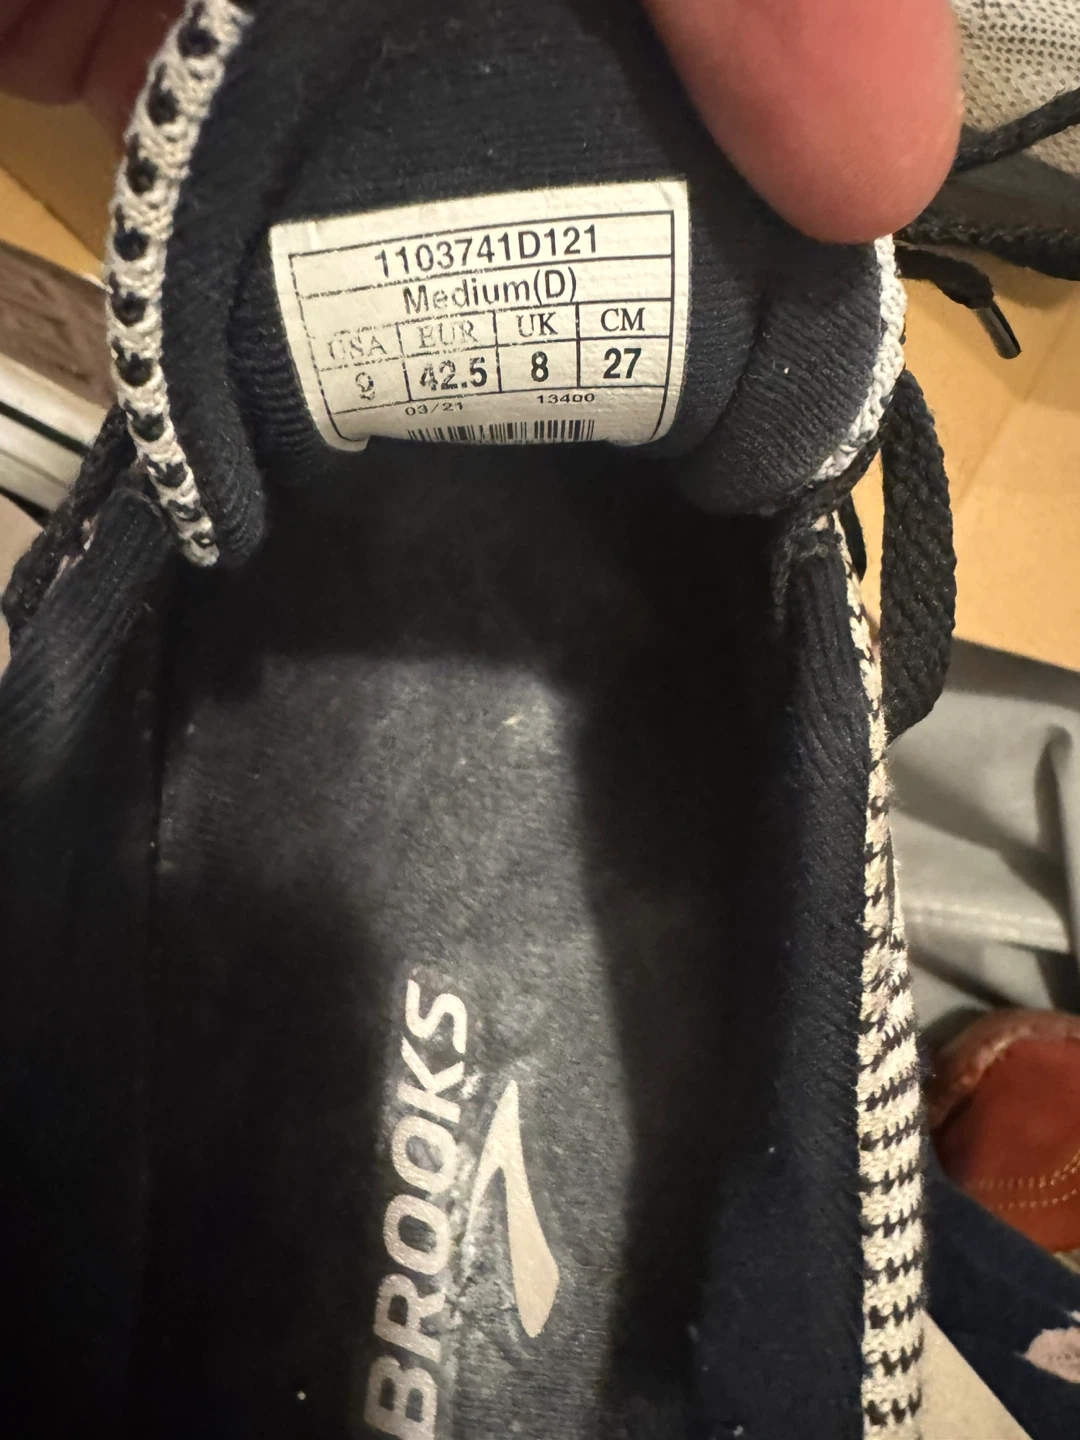 1103741D121
Medium(D)
USA EUR UK CM
9 42.5 8 27
03/21 13400
BROOKS